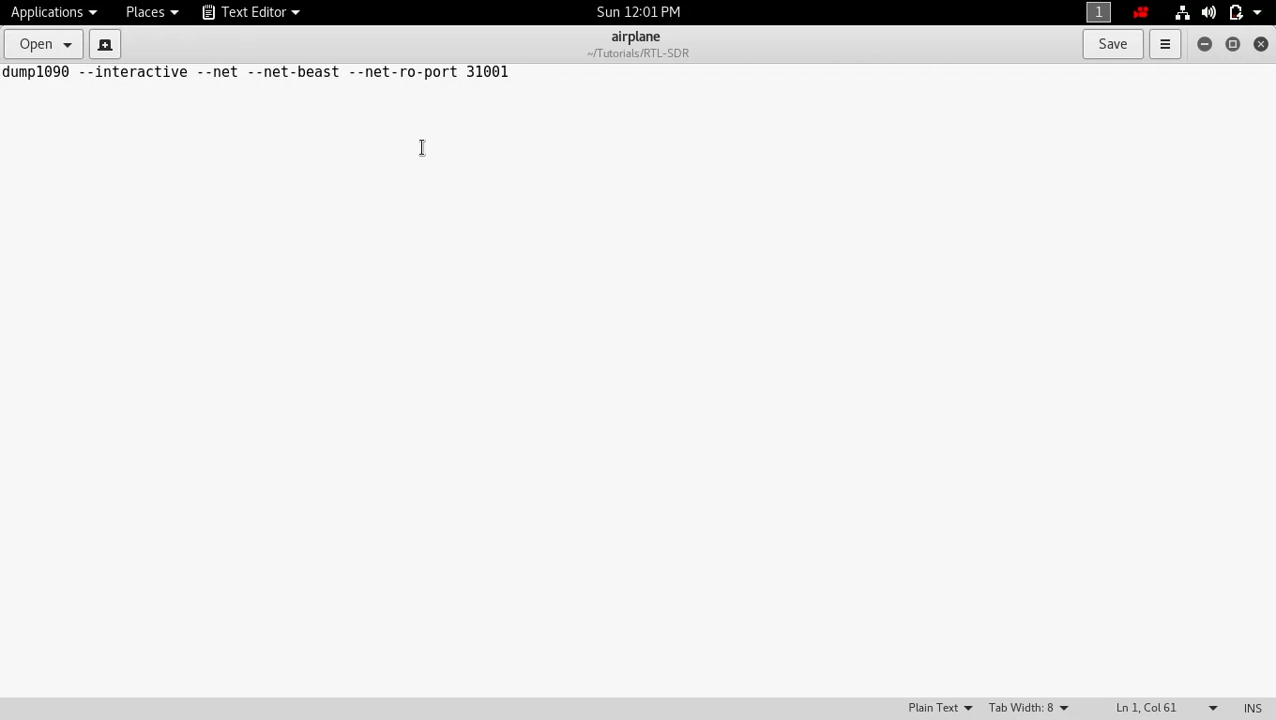 Applications Places Text Editor Sun 12:01 PM 1
Open airplane Save
~/Tutorials/RTL-SDR
dump1090 --interactive --net --net-beast --net-ro-port 31001
Plain Text Tab Width: 8 Ln 1, Col 61 INS